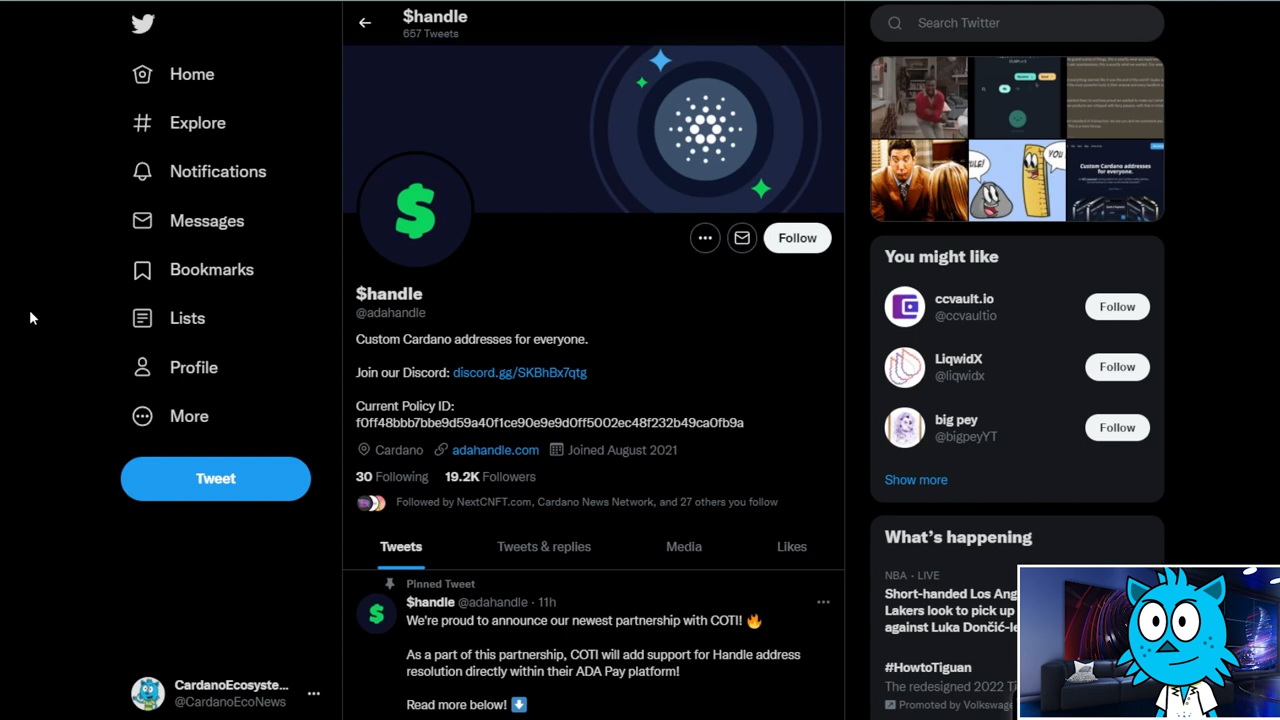 $handle
657 Tweets
Search Twitter
Home
Explore
Notifications
Messages
Bookmarks
Lists
Profile
More
Tweet
CardanoEcosyste...
@CardanoEcoNews
$
Follow
$handle
@adahandle
Custom Cardano addresses for everyone.
Join our Discord: discord.gg/SKBhBx7qtg
Current Policy ID:
f0ff48bbb7bbe9d59a40f1ce90e9e9d0ff5002ec48f232b49ca0fb9a
Cardano adahandle.com Joined August 2021
30 Following 19.2K Followers
Followed by NextCNFT.com, Cardano News Network, and 27 others you follow
Tweets Tweets & replies Media Likes
Pinned Tweet
$
$handle @adahandle · 11h
We're proud to announce our newest partnership with COTI! 🔥
As a part of this partnership, COTI will add support for Handle address
resolution directly within their ADA Pay platform!
Read more below! ⬇️
YOU
Custom Cardano addresses
for everyone.
You might like
ccvault.io
@ccvaultio
Follow
LiqwidX
@liqwidx
Follow
big pey
@bigpeyYT
Follow
Show more
What's happening
NBA · LIVE
Short-handed Los Ang
Lakers look to pick up
against Luka Dončić-le
#HowtoTiguan
The redesigned 2022 Ti
Promoted by Volkswage